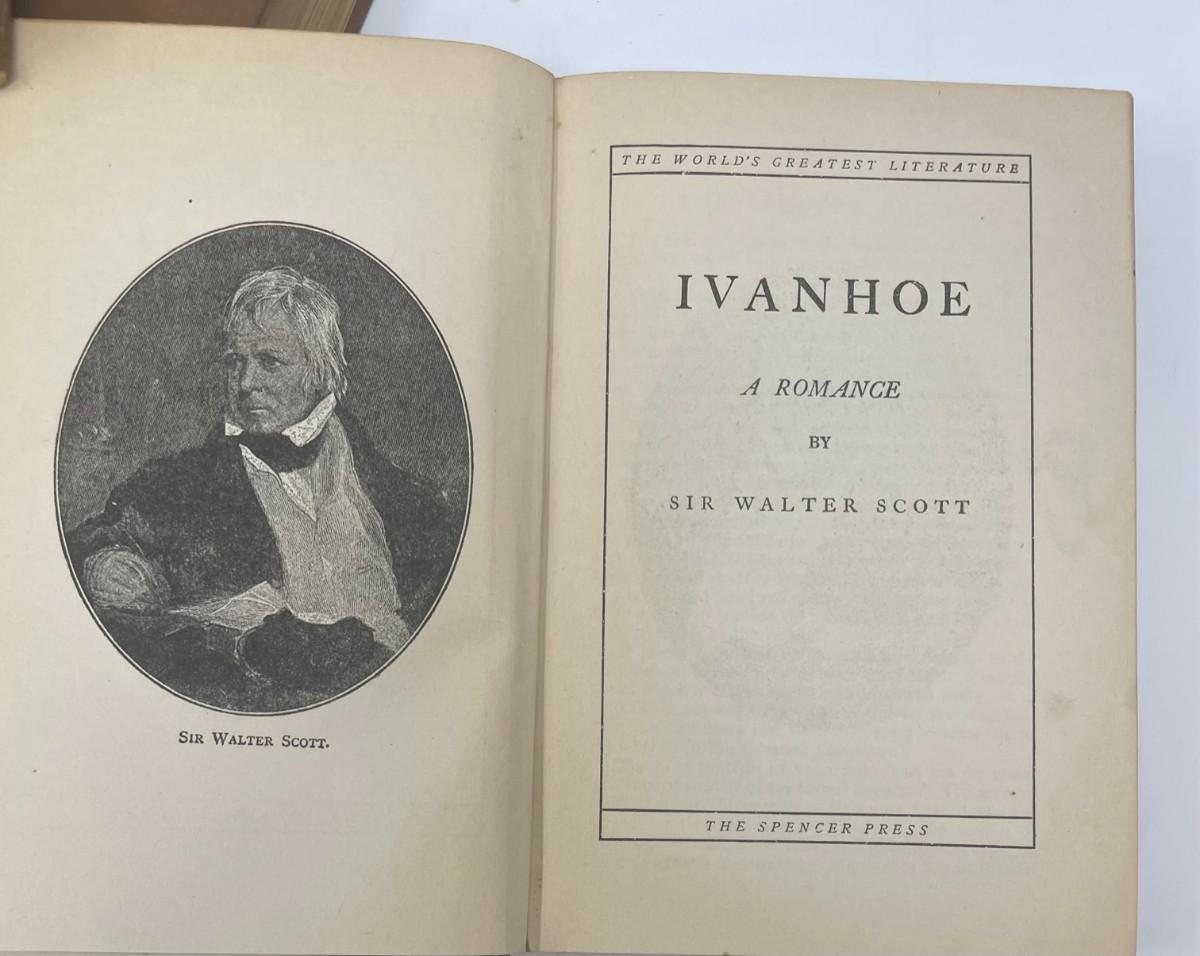 SIR WALTER SCOTT.
THE WORLD'S GREATEST LITERATURE
IVANHOE
A ROMANCE
BY
SIR WALTER SCOTT
THE SPENCER PRESS